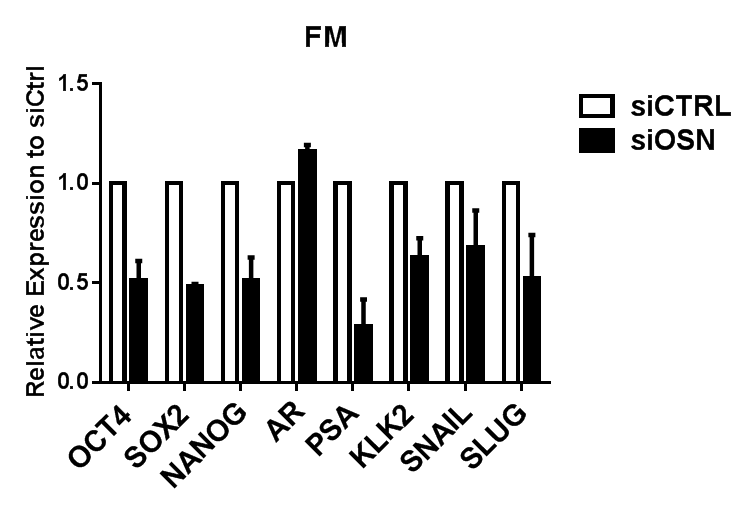 FM
Relative Expression to siCtrl
1.5
1.0
0.5
0.0
OCT4
SOX2
NANOG
AR
PSA
KLK2
SNAIL
SLUG
siCTRL
siOSN